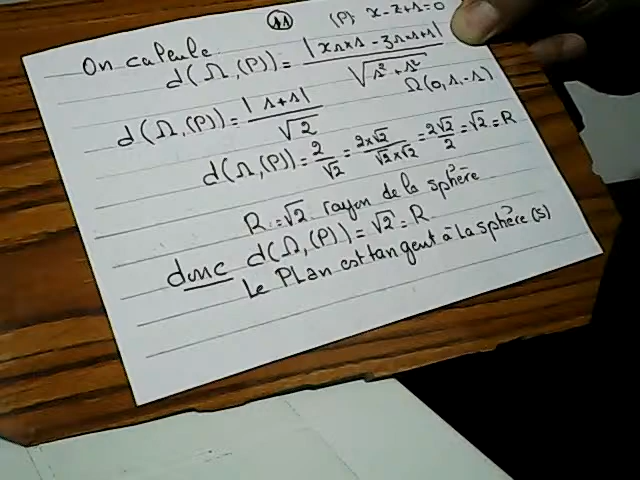 11
(P) x - z + 1 = 0
On calcule
d(Ω,(P)) = |xΩ×1 - zΩ×1+1| / √(1²+1²)
Ω(0,1,-1)
d(Ω,(P)) = |1+1| / √2
d(Ω,(P)) = 2/√2 = 2×√2/√2×√2 = 2√2/2 = √2 = R
R = √2 rayon de la sphère
donc d(Ω,(P)) = √2 = R
Le PLan est tangent à la sphère (s)